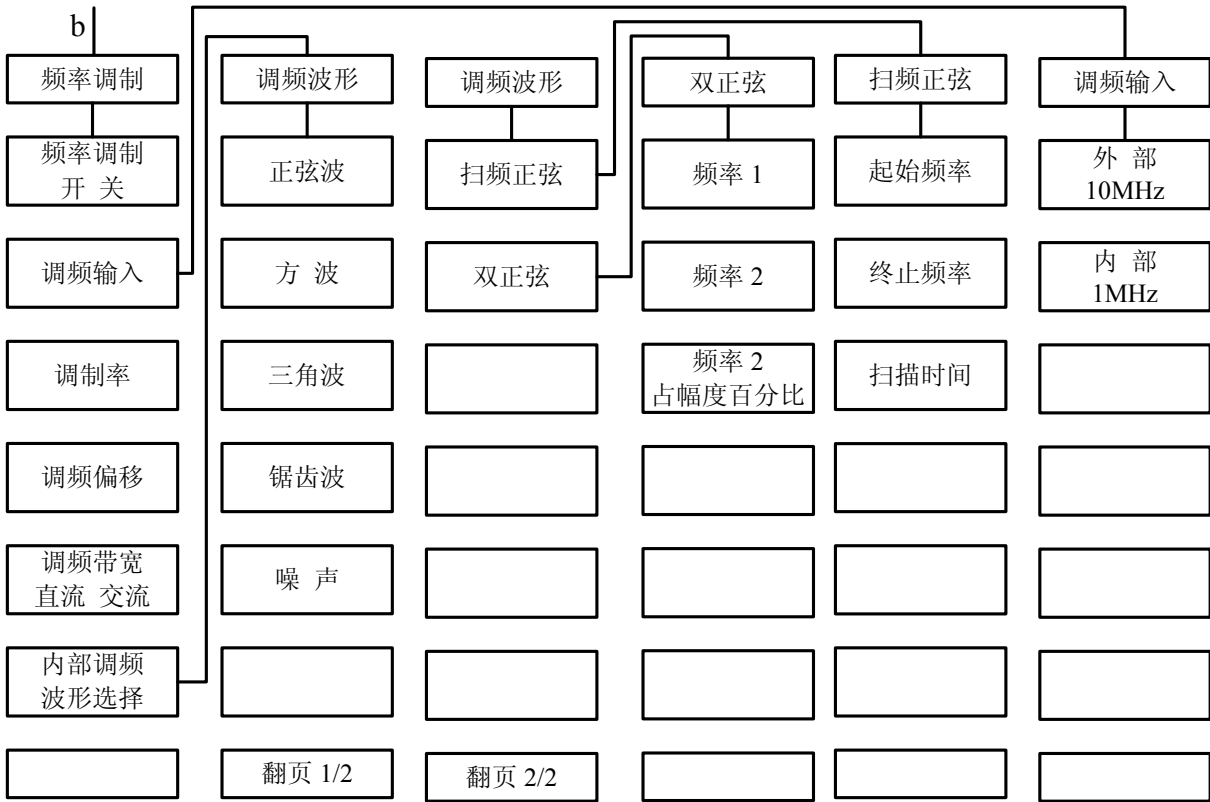 b
频率调制
频率调制
开 关
调频输入
调制率
调频偏移
调频带宽
直流 交流
内部调频
波形选择
调频波形
正弦波
方 波
三角波
锯齿波
噪 声
翻页 1/2
调频波形
扫频正弦
双正弦
翻页 2/2
双正弦
频率 1
频率 2
频率 2
占幅度百分比
扫频正弦
起始频率
终止频率
扫描时间
调频输入
外 部
10MHz
内 部
1MHz